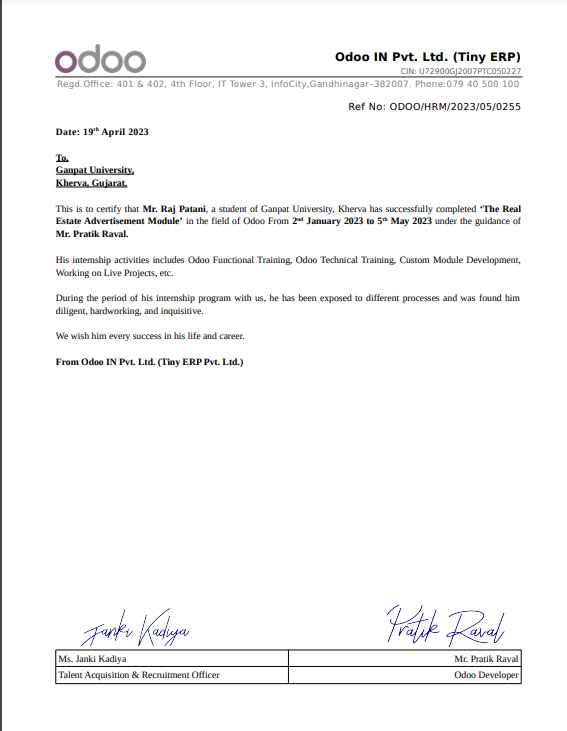 odoo
Odoo IN Pvt. Ltd. (Tiny ERP)
CIN: U72900GJ2007PTC050227
Regd.Office: 401 & 402, 4th Floor, IT Tower 3, InfoCity,Gandhinagar–382007. Phone:079 40 500 100
Ref No: ODOO/HRM/2023/05/0255
Date: 19th April 2023
To,
Ganpat University,
Kherva, Gujarat.
This is to certify that Mr. Raj Patani, a student of Ganpat University, Kherva has successfully completed ‘The Real
Estate Advertisement Module’ in the field of Odoo From 2nd January 2023 to 5th May 2023 under the guidance of
Mr. Pratik Raval.
His internship activities includes Odoo Functional Training, Odoo Technical Training, Custom Module Development,
Working on Live Projects, etc.
During the period of his internship program with us, he has been exposed to different processes and was found him
diligent, hardworking, and inquisitive.
We wish him every success in his life and career.
From Odoo IN Pvt. Ltd. (Tiny ERP Pvt. Ltd.)
Janki Kadiya
Pratik Raval
Ms. Janki Kadiya
Mr. Pratik Raval
Talent Acquisition & Recruitment Officer
Odoo Developer